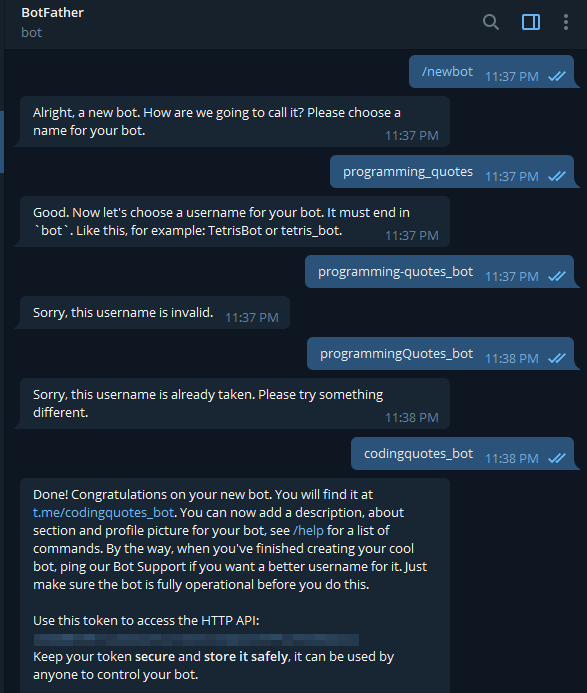 BotFather
bot
/newbot 11:37 PM
Alright, a new bot. How are we going to call it? Please choose a
name for your bot.
11:37 PM
programming_quotes 11:37 PM
Good. Now let's choose a username for your bot. It must end in
`bot`. Like this, for example: TetrisBot or tetris_bot.
11:37 PM
programming-quotes_bot 11:37 PM
Sorry, this username is invalid. 11:37 PM
programmingQuotes_bot 11:38 PM
Sorry, this username is already taken. Please try something
different.
11:38 PM
codingquotes_bot 11:38 PM
Done! Congratulations on your new bot. You will find it at
t.me/codingquotes_bot. You can now add a description, about
section and profile picture for your bot, see /help for a list of
commands. By the way, when you've finished creating your cool
bot, ping our Bot Support if you want a better username for it. Just
make sure the bot is fully operational before you do this.
Use this token to access the HTTP API:
Keep your token secure and store it safely, it can be used by
anyone to control your bot.